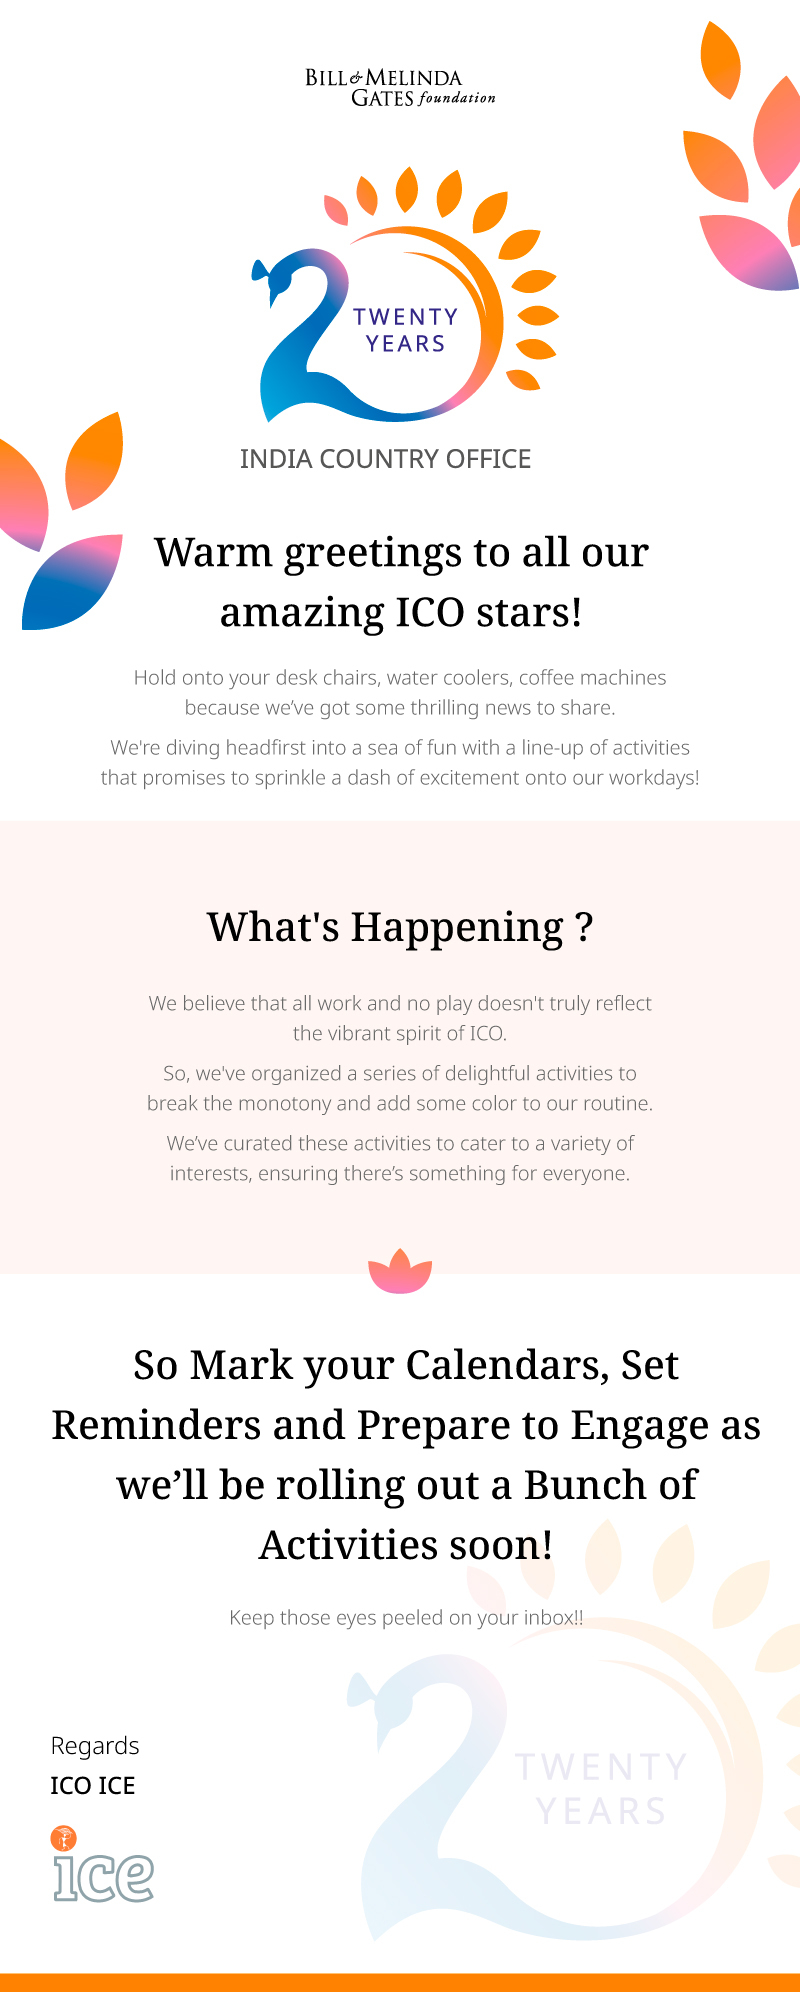 BILL & MELINDA
GATES foundation
TWENTY
YEARS
INDIA COUNTRY OFFICE
Warm greetings to all our
amazing ICO stars!
Hold onto your desk chairs, water coolers, coffee machines
because we’ve got some thrilling news to share.
We're diving headfirst into a sea of fun with a line-up of activities
that promises to sprinkle a dash of excitement onto our workdays!
What's Happening ?
We believe that all work and no play doesn't truly reflect
the vibrant spirit of ICO.
So, we've organized a series of delightful activities to
break the monotony and add some color to our routine.
We’ve curated these activities to cater to a variety of
interests, ensuring there’s something for everyone.
So Mark your Calendars, Set
Reminders and Prepare to Engage as
we’ll be rolling out a Bunch of
Activities soon!
Keep those eyes peeled on your inbox!!
Regards
ICO ICE
ice
TWENTY
YEARS